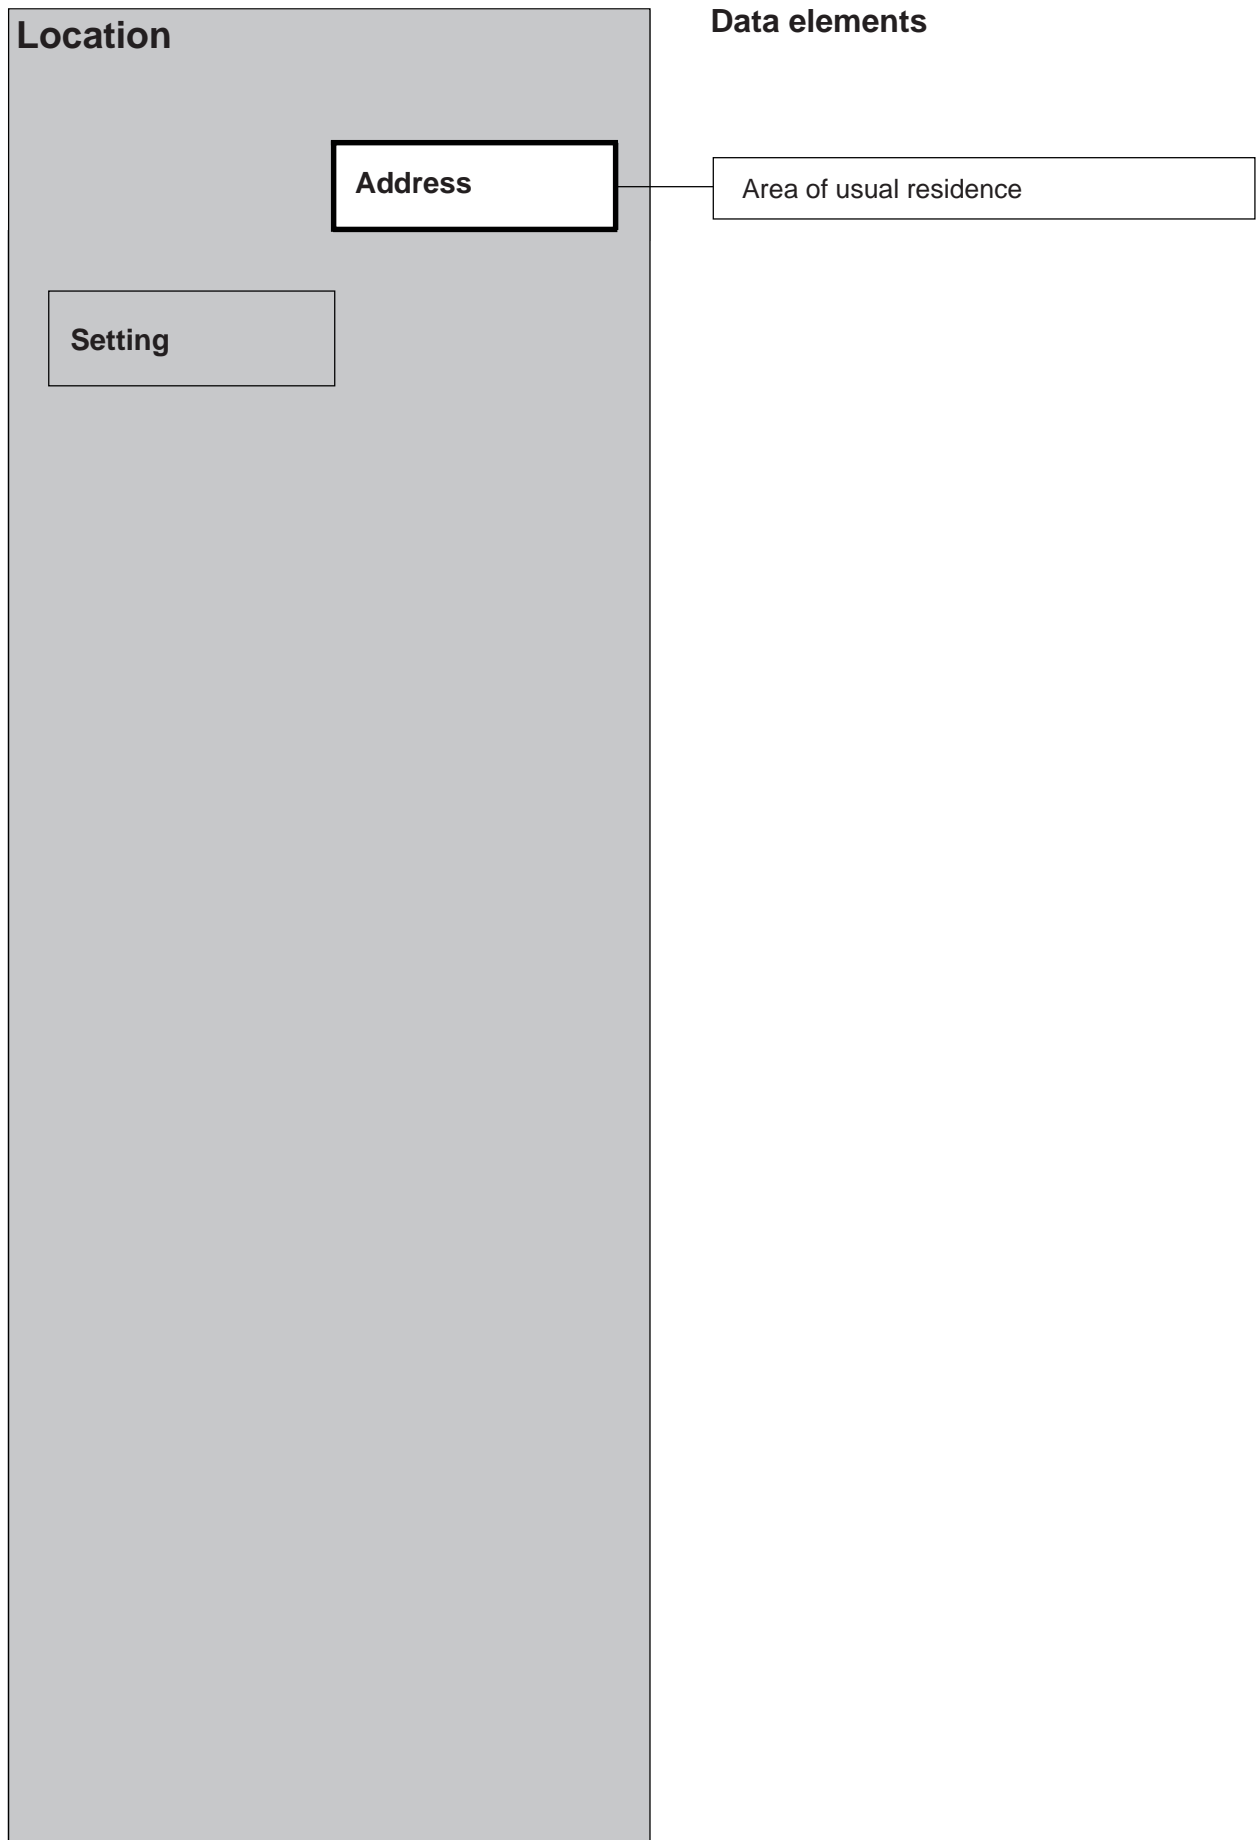 Location
Data elements
Address
Area of usual residence
Setting